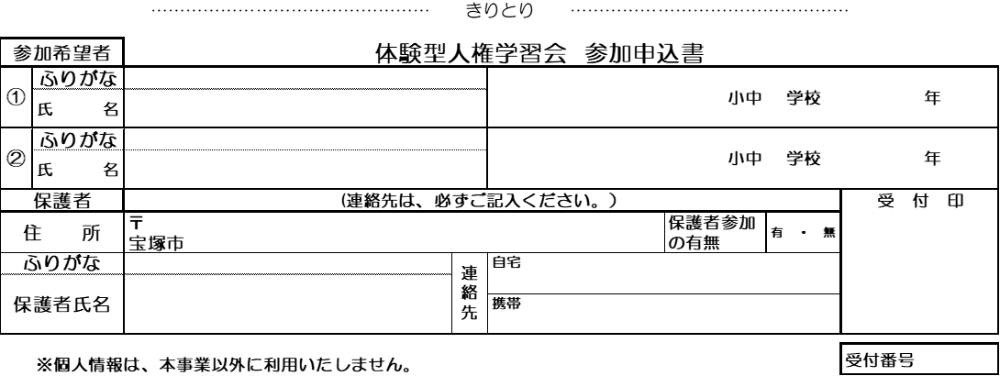 ………………………………………… きりとり …………………………………………
参加希望者 体験型人権学習会 参加申込書
① ふりがな
氏 名 小中 学校 年
② ふりがな
氏 名 小中 学校 年
保護者 (連絡先は、必ずご記入ください。) 受 付 印
住 所 〒
宝塚市
保護者参加
の有無
有 ・ 無
ふりがな
保護者氏名
連絡先
自宅
携帯
※個人情報は、本事業以外に利用いたしません。
受付番号